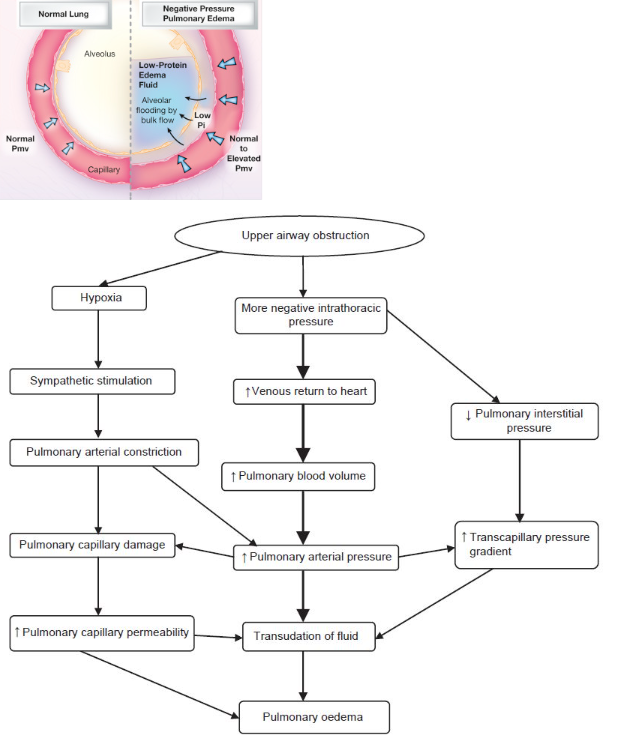 Normal Lung
Negative Pressure
Pulmonary Edema
Alveolus
Low-Protein
Edema
Fluid
Alveolar
flooding by
bulk flow
Low
Pi
Normal
Pmv
Normal
to
Elevated
Pmv
Capillary
Upper airway obstruction
Hypoxia
More negative intrathoracic
pressure
Sympathetic stimulation
↑Venous return to heart
↓ Pulmonary interstitial
pressure
Pulmonary arterial constriction
↑Pulmonary blood volume
Pulmonary capillary damage
↑Pulmonary arterial pressure
↑Transcapillary pressure
gradient
↑Pulmonary capillary permeability
Transudation of fluid
Pulmonary oedema